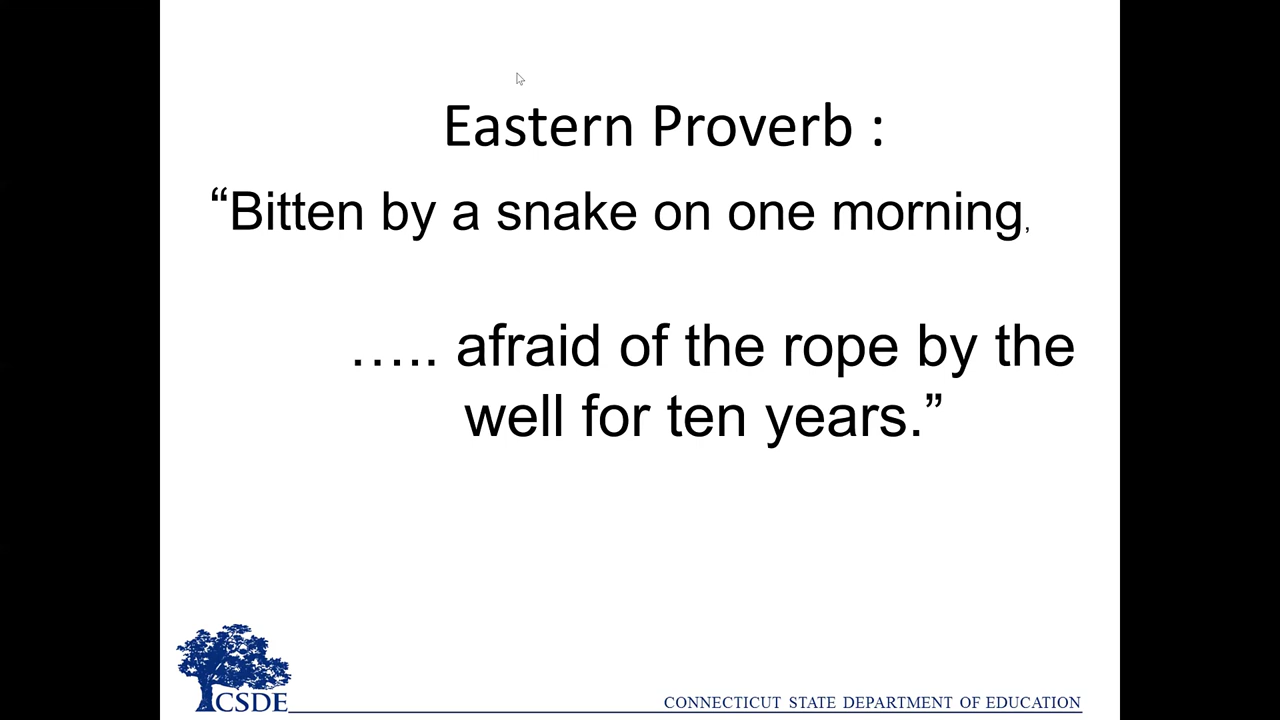 Eastern Proverb :
“Bitten by a snake on one morning,
….. afraid of the rope by the
well for ten years.”
CSDE
CONNECTICUT STATE DEPARTMENT OF EDUCATION